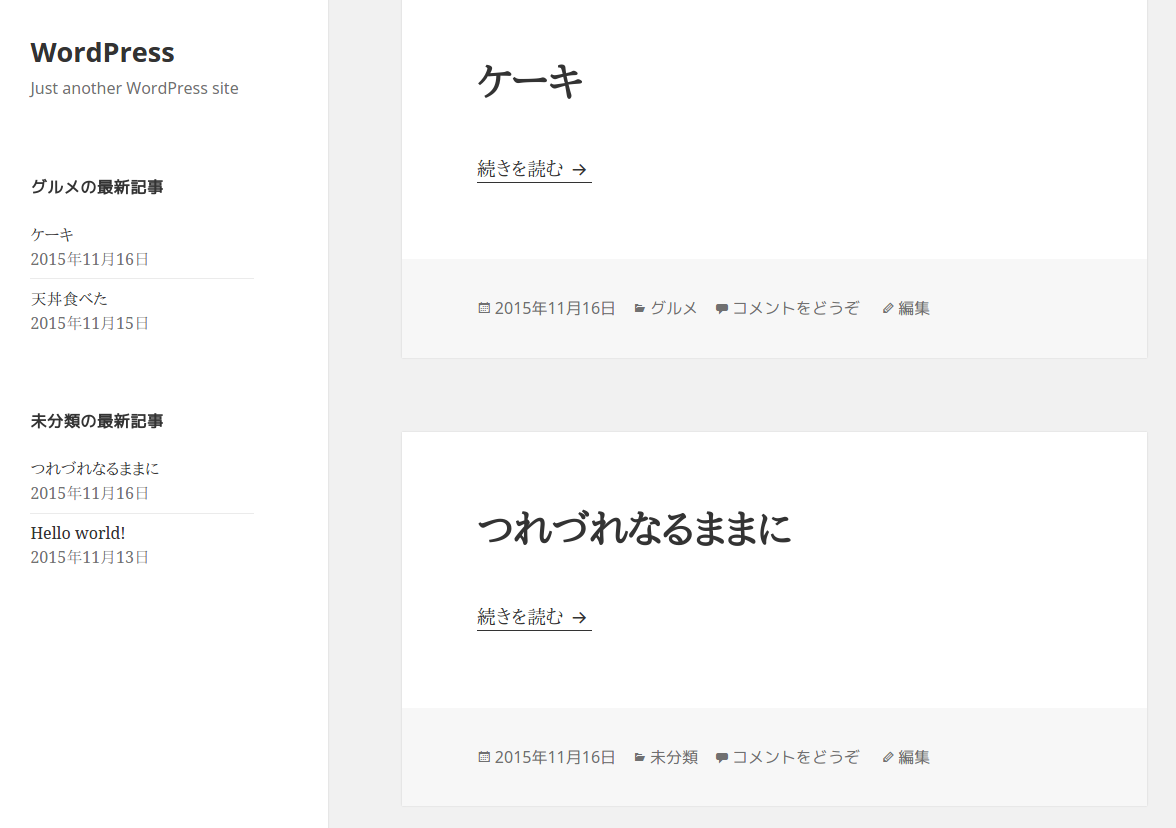 WordPress
Just another WordPress site
グルメの最新記事
ケーキ
2015年11月16日
天丼食べた
2015年11月15日
未分類の最新記事
つれづれなるままに
2015年11月16日
Hello world!
2015年11月13日
ケーキ
続きを読む →
2015年11月16日 グルメ コメントをどうぞ 編集
つれづれなるままに
続きを読む →
2015年11月16日 未分類 コメントをどうぞ 編集